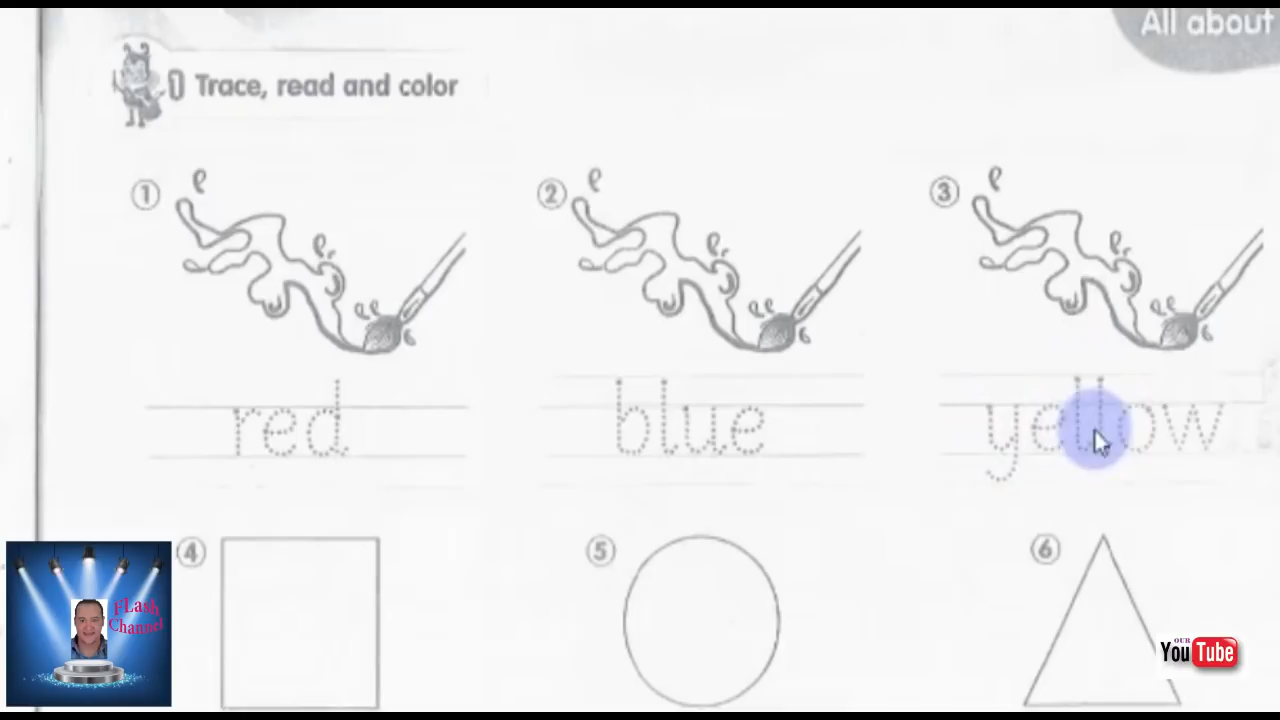 All about
1 Trace, read and color
1 2 3
red blue yellow
4 5 6
FLash
Channel
OUR
YouTube